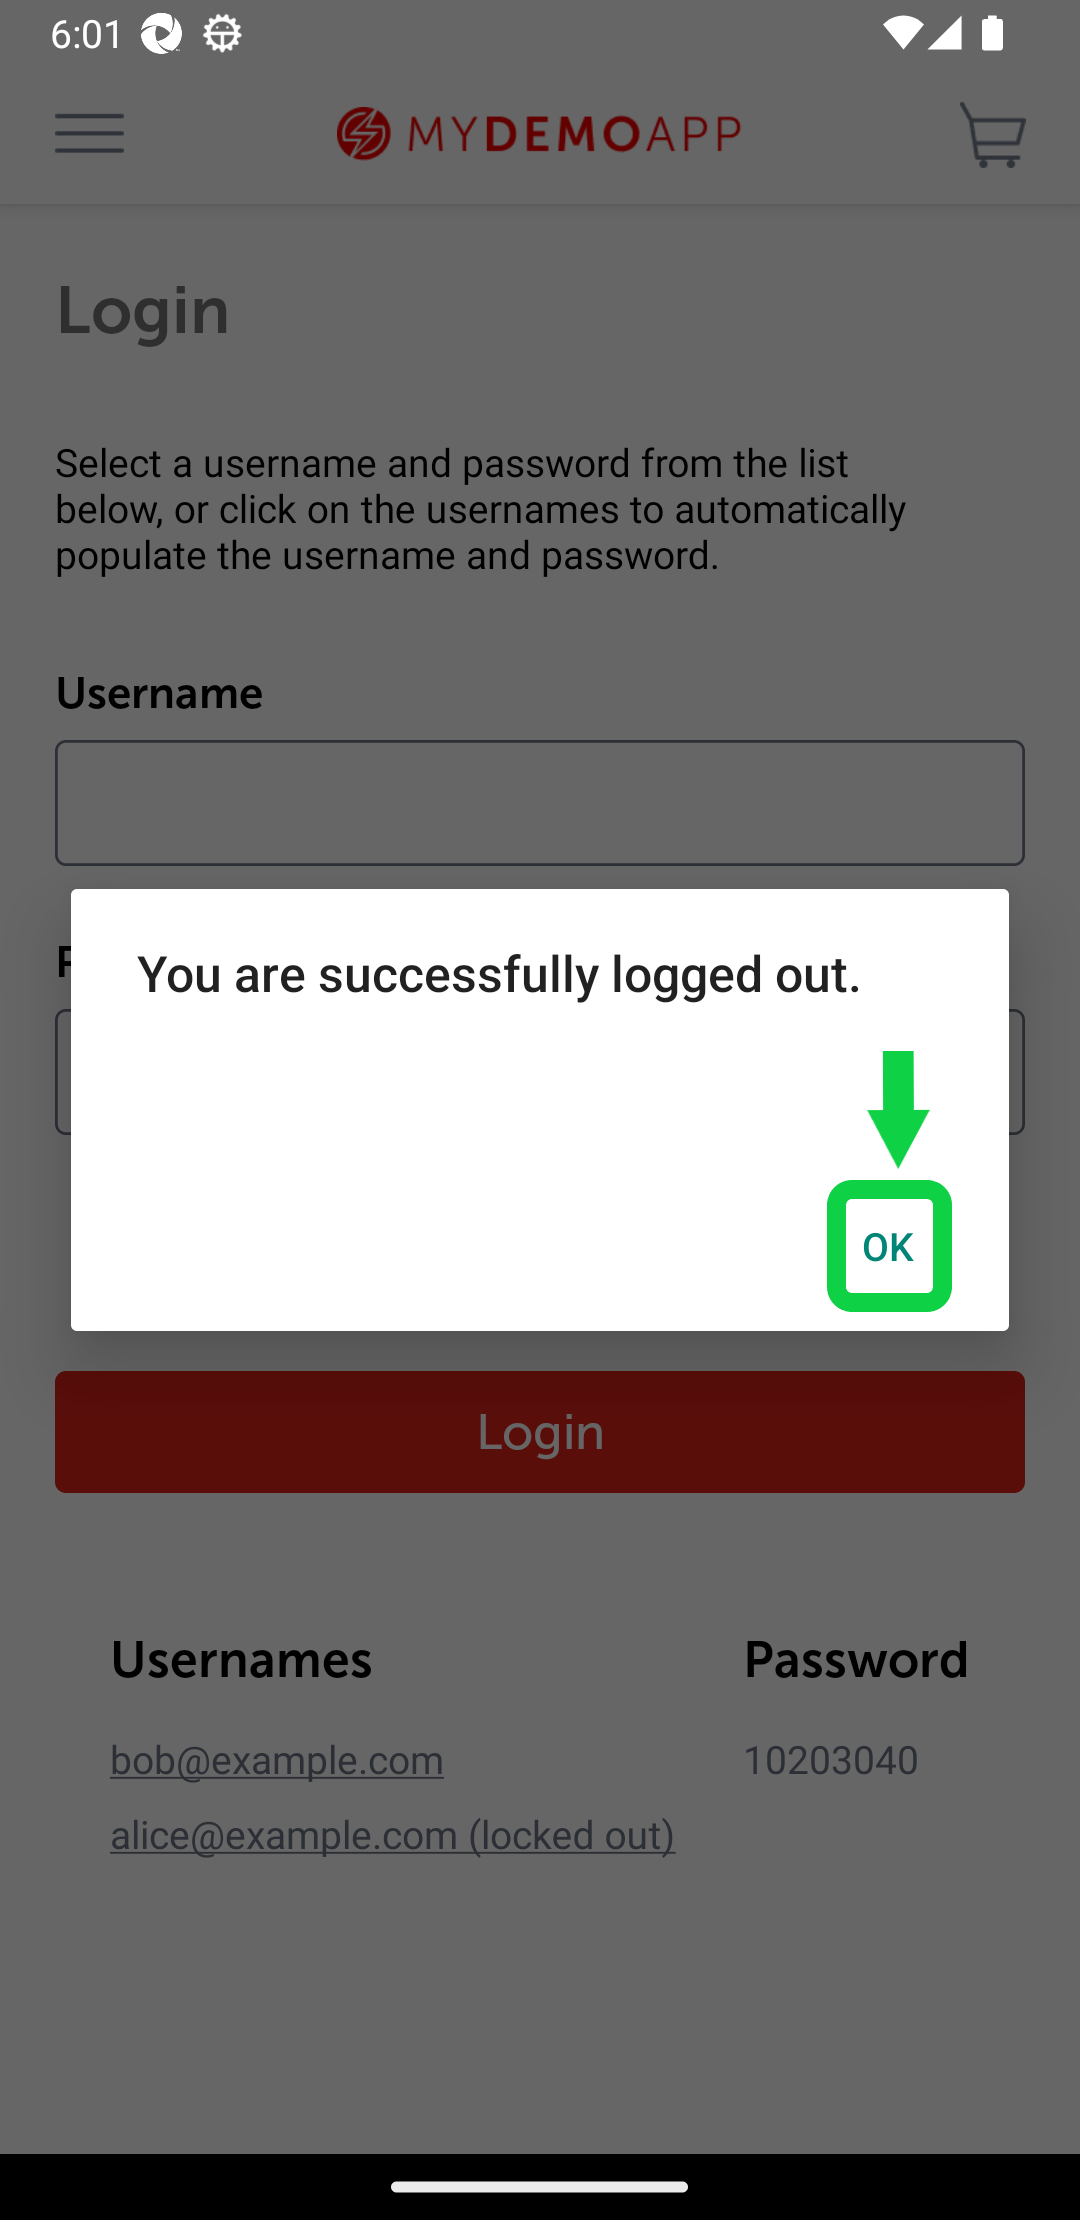 6:01
MYDEMOAPP
Login
Select a username and password from the list
below, or click on the usernames to automatically
populate the username and password.
Username
P
You are successfully logged out.
OK
Login
Usernames Password
bob@example.com 10203040
alice@example.com (locked out)